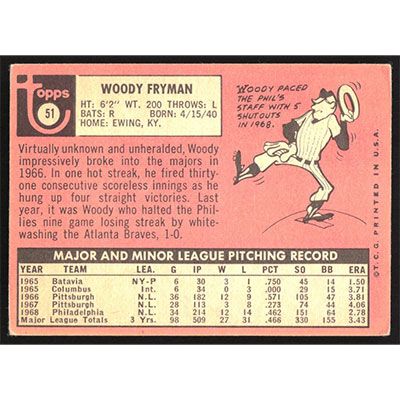 topps
51
WOODY FRYMAN
HT: 6'2" WT. 200 THROWS: L
BATS: R BORN: 4/15/40
HOME: EWING, KY.
Virtually unknown and unheralded, Woody
impressively broke into the majors in
1966. In one hot streak, he fired thirty-
one consecutive scoreless innings as
he hung up four straight victories. Last
year, it was Woody who halted the Phil-
lies nine game losing streak by white-
washing the Atlanta Braves, 1-0.
WOODY PACED
THE PHIL'S
STAFF WITH 5
SHUTOUTS
IN 1968.
© T.C.G. PRINTED IN U.S.A.
MAJOR AND MINOR LEAGUE PITCHING RECORD
YEAR TEAM LEA. G IP W L PCT SO BB ERA
1965 Batavia NY-P 6 30 3 1 .750 45 14 1.50
1965 Columbus Int. 6 34 0 3 .000 29 15 3.71
1966 Pittsburgh N.L. 36 182 12 9 .571 105 47 3.81
1967 Pittsburgh N.L. 28 113 3 8 .273 74 44 4.06
1968 Philadelphia N.L. 34 214 12 14 .462 151 64 2.78
Major League Totals 3 Yrs. 98 509 27 31 .466 330 155 3.43